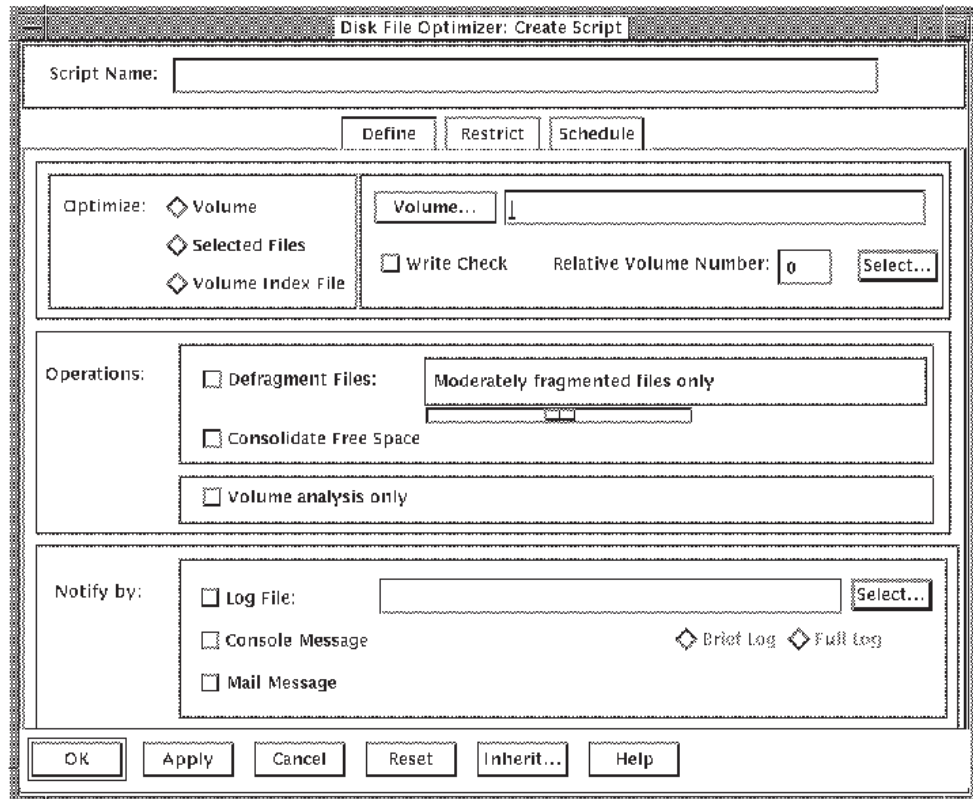 Disk File Optimizer: Create Script
Script Name:
Define Restrict Schedule
Optimize: Volume Volume...
Selected Files
Write Check Relative Volume Number: 0 Select...
Volume Index File
Operations: Defragment Files: Moderately fragmented files only
Consolidate Free Space
Volume analysis only
Notify by: Log File: Select...
Console Message Brief Log Full Log
Mail Message
OK Apply Cancel Reset Inherit... Help